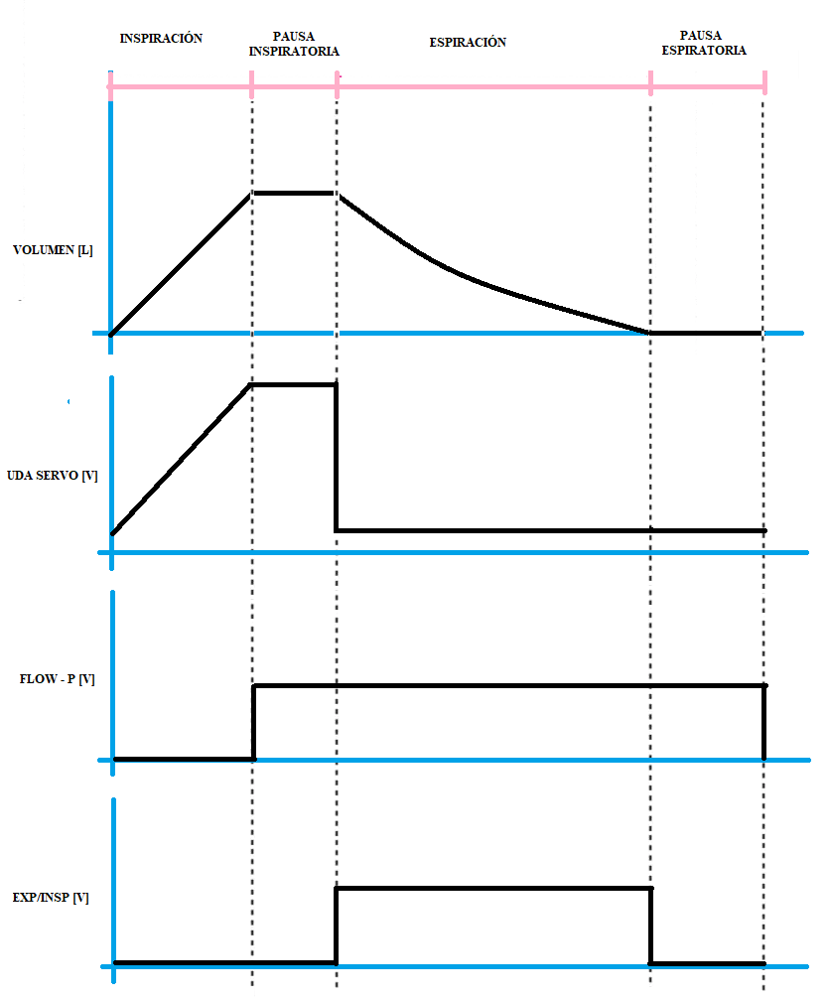 INSPIRACIÓN
PAUSA
INSPIRATORIA
ESPIRACIÓN
PAUSA
ESPIRATORIA
VOLUMEN [L]
UDA SERVO [V]
FLOW - P [V]
EXP/INSP [V]